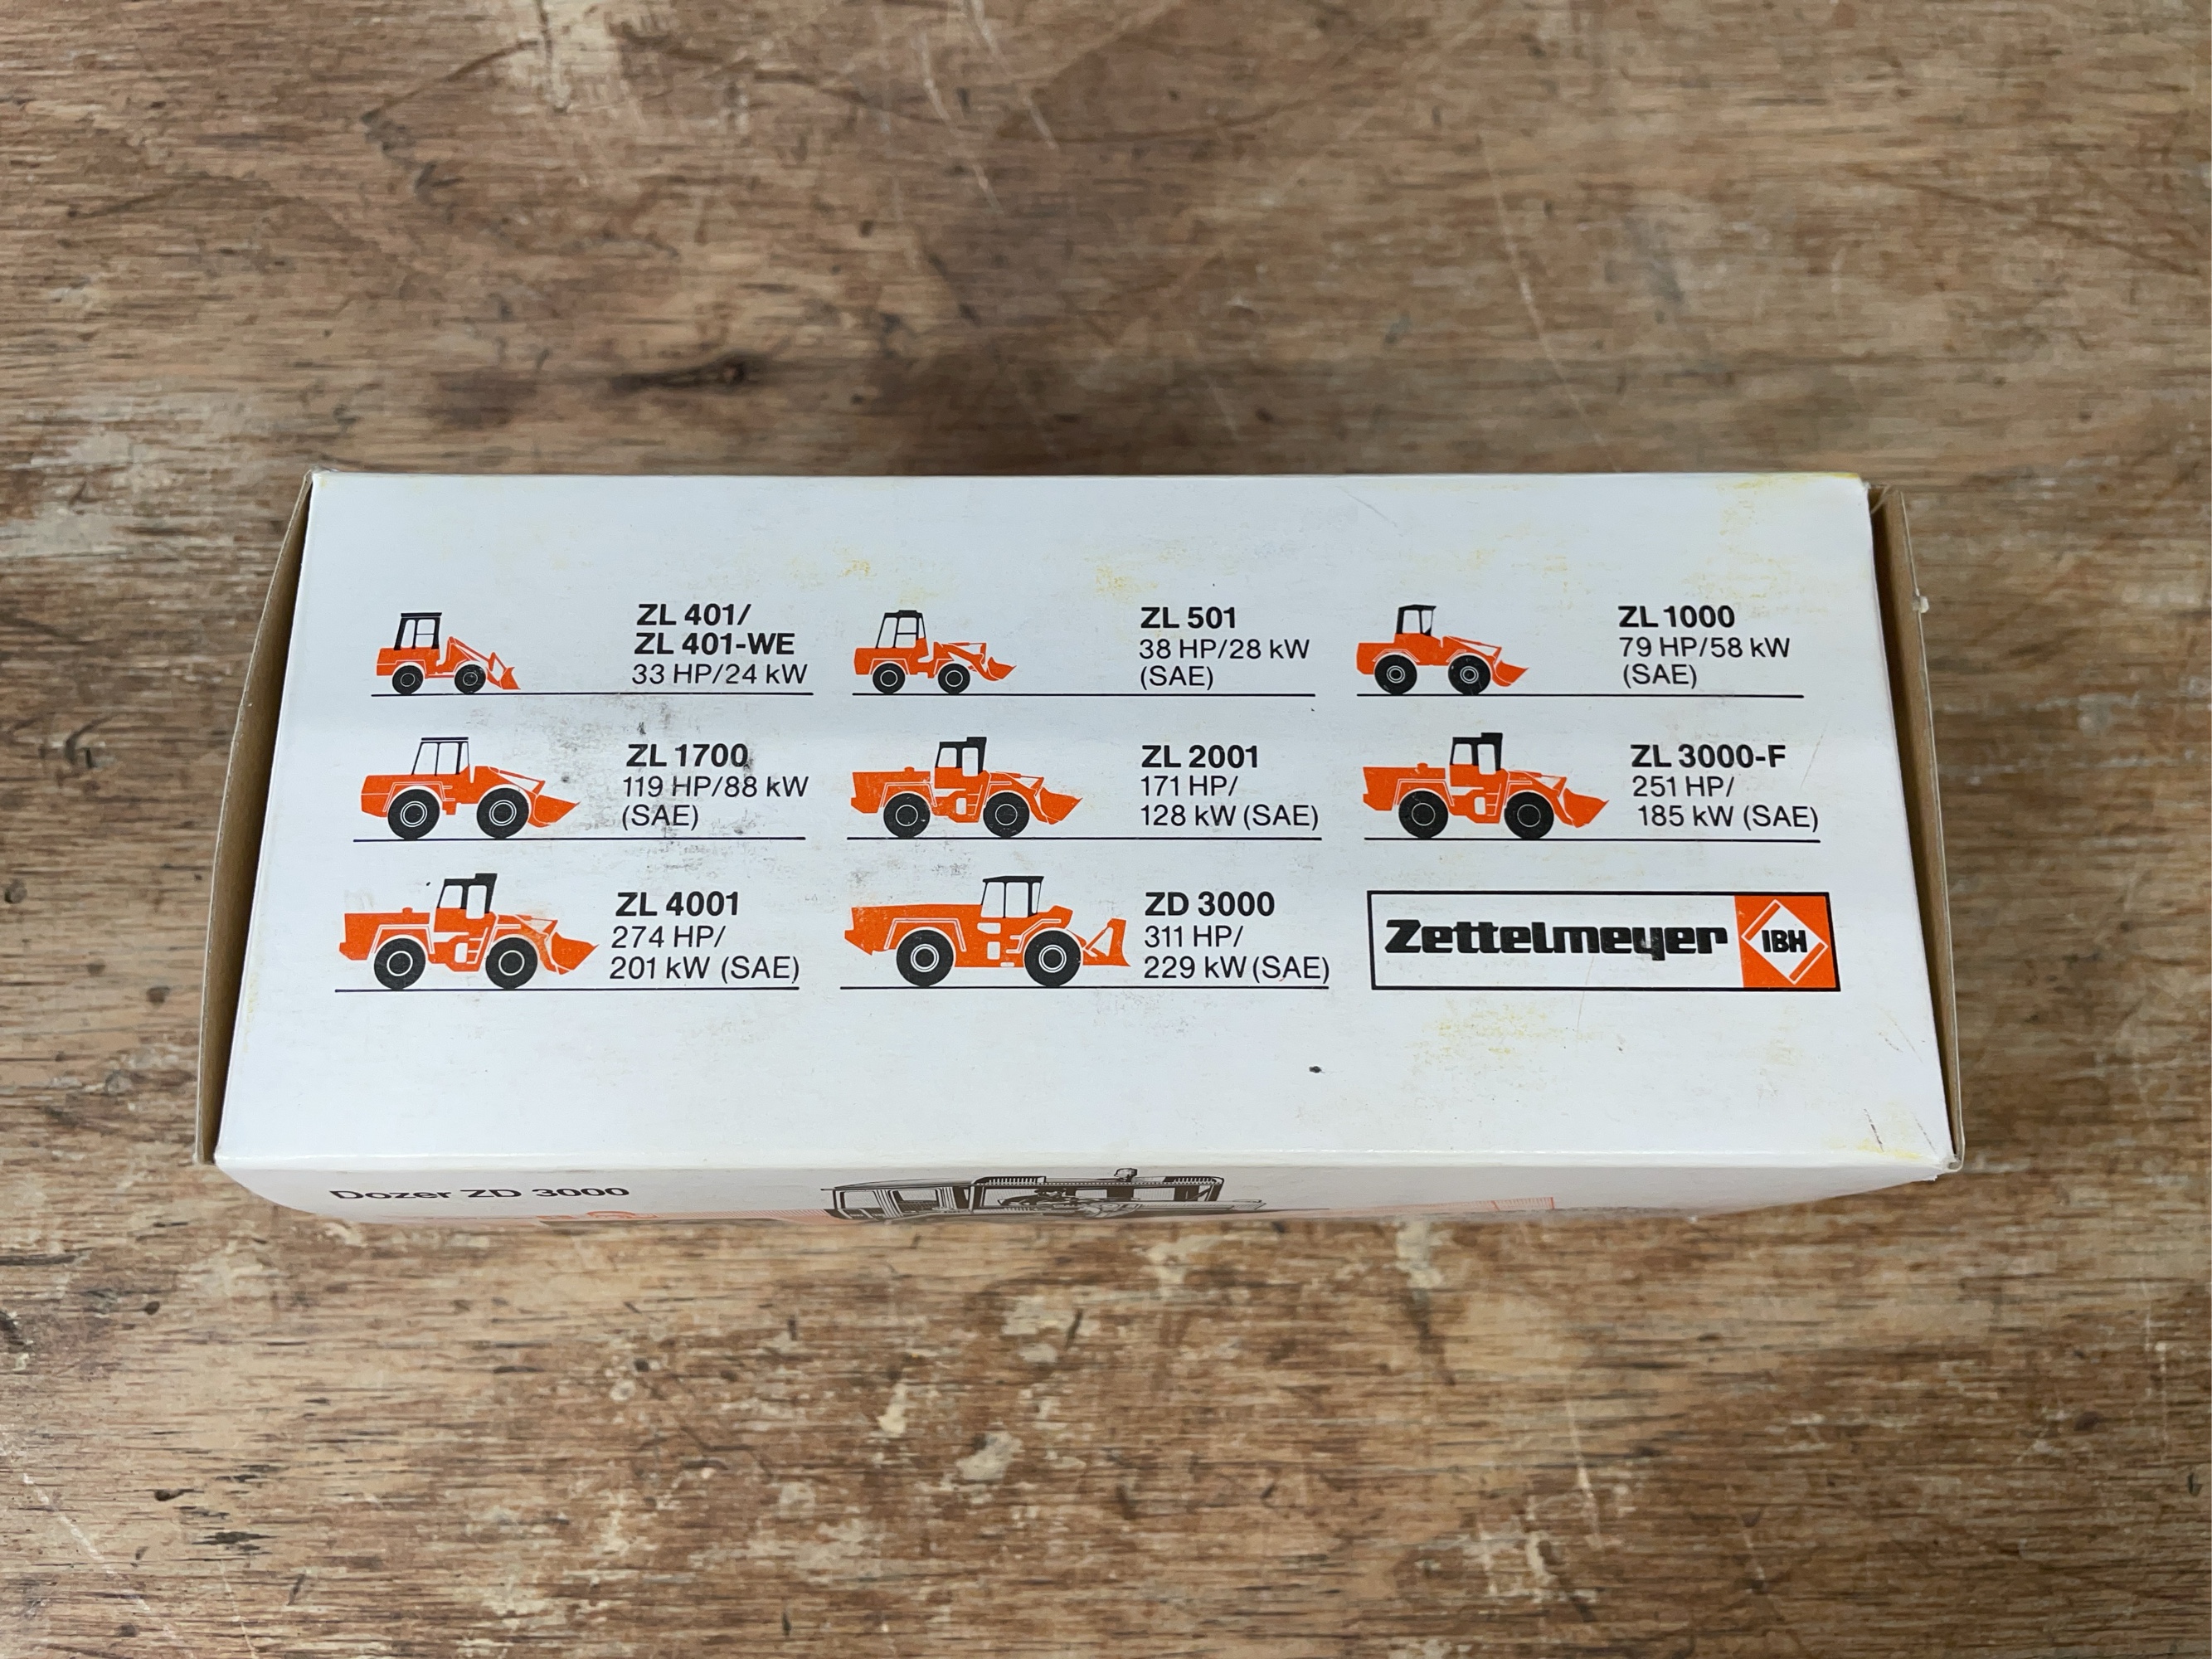 ZL 401/
ZL 401-WE
33 HP/24 kW
ZL 501
38 HP/28 kW
(SAE)
ZL 1000
79 HP/58 kW
(SAE)
ZL 1700
119 HP/88 kW
(SAE)
ZL 2001
171 HP/
128 kW (SAE)
ZL 3000-F
251 HP/
185 kW (SAE)
ZL 4001
274 HP/
201 kW (SAE)
ZD 3000
311 HP/
229 kW (SAE)
Zettelmeyer IBH
Dozer ZD 3000